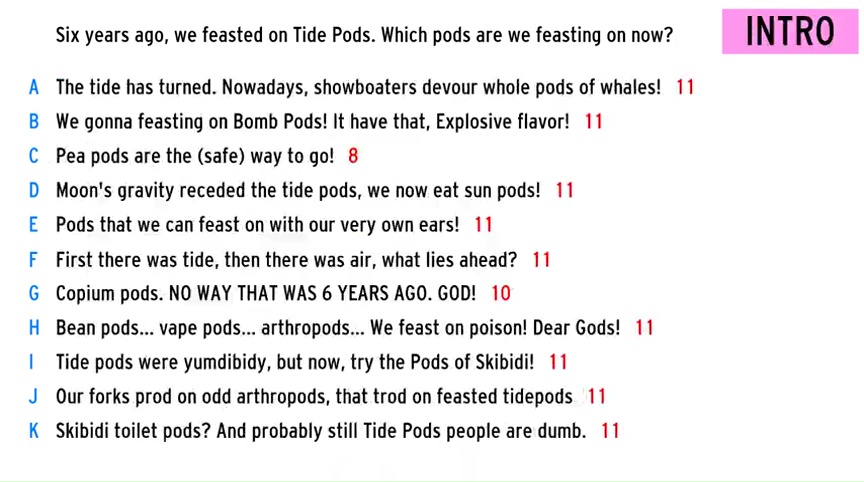 Six years ago, we feasted on Tide Pods. Which pods are we feasting on now?
INTRO
A The tide has turned. Nowadays, showboaters devour whole pods of whales! 11
B We gonna feasting on Bomb Pods! It have that, Explosive flavor! 11
C Pea pods are the (safe) way to go! 8
D Moon's gravity receded the tide pods, we now eat sun pods! 11
E Pods that we can feast on with our very own ears! 11
F First there was tide, then there was air, what lies ahead? 11
G Copium pods. NO WAY THAT WAS 6 YEARS AGO. GOD! 10
H Bean pods... vape pods... arthropods... We feast on poison! Dear Gods! 11
I Tide pods were yumdibidy, but now, try the Pods of Skibidi! 11
J Our forks prod on odd arthropods, that trod on feasted tidepods 11
K Skibidi toilet pods? And probably still Tide Pods people are dumb. 11